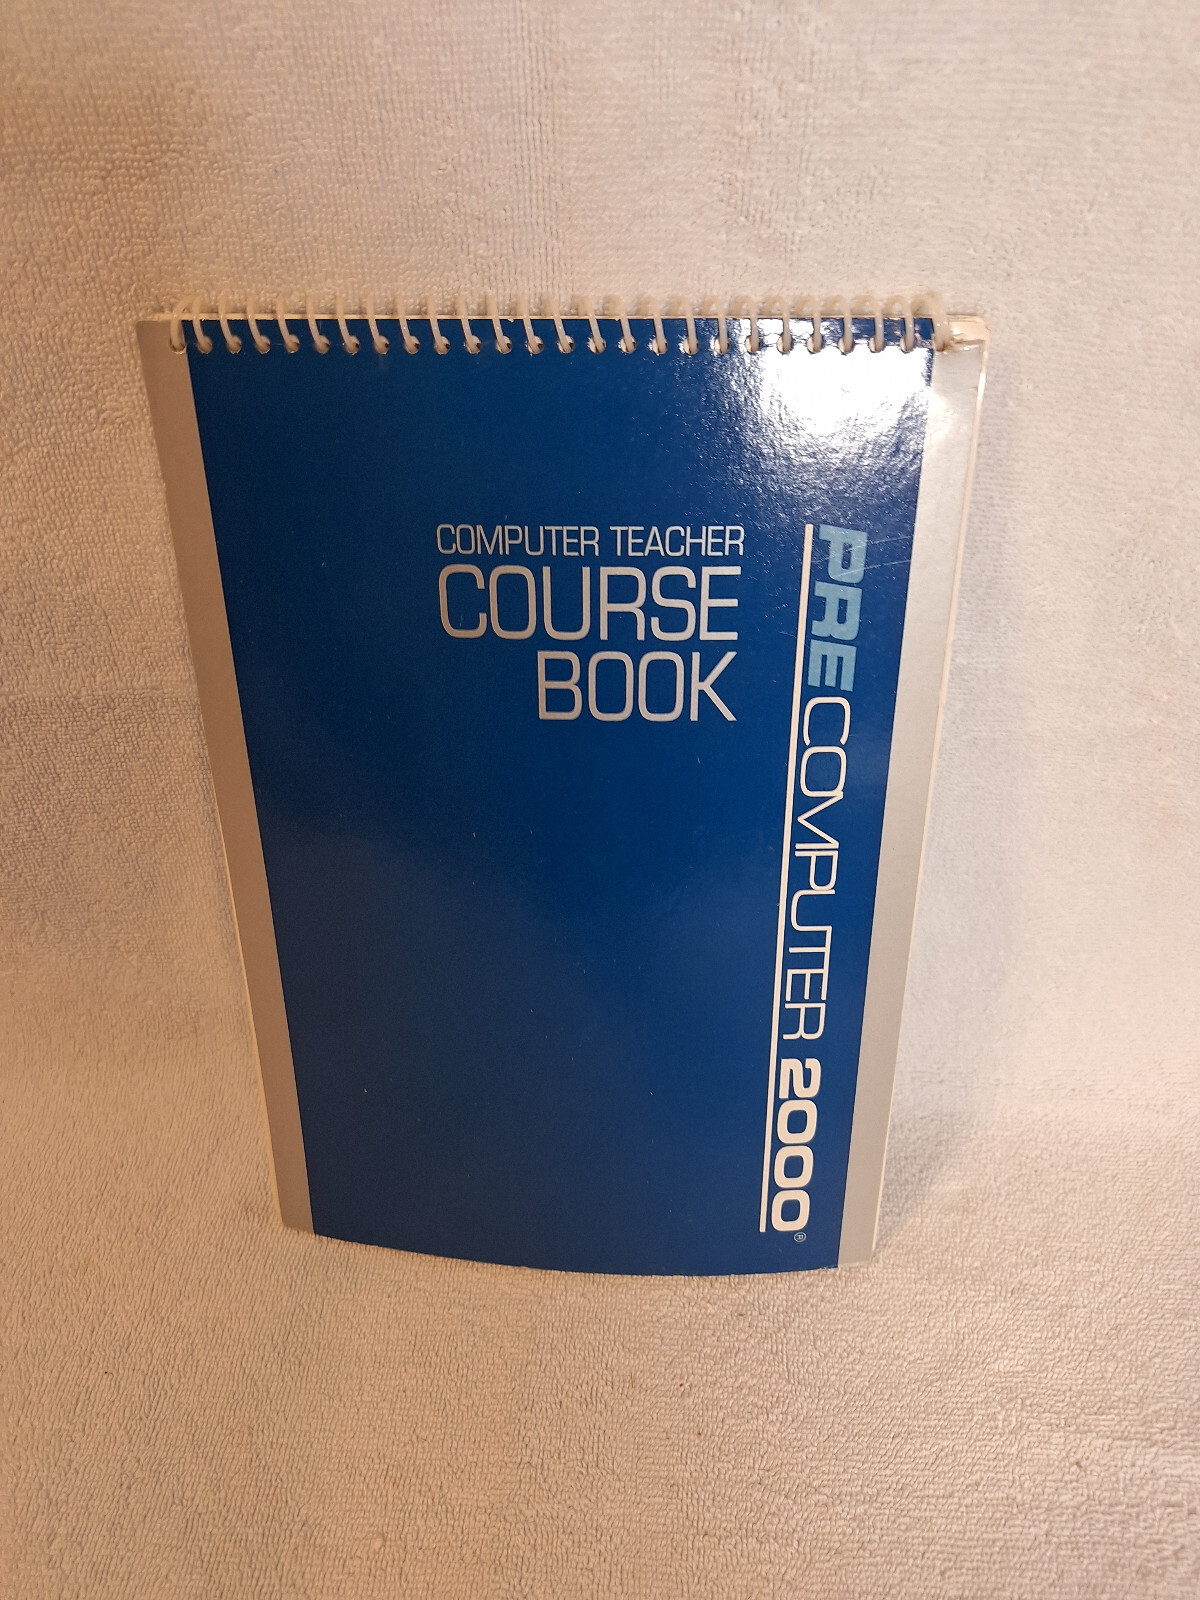 COMPUTER TEACHER
COURSE
BOOK
PRECOMPUTER 2000®